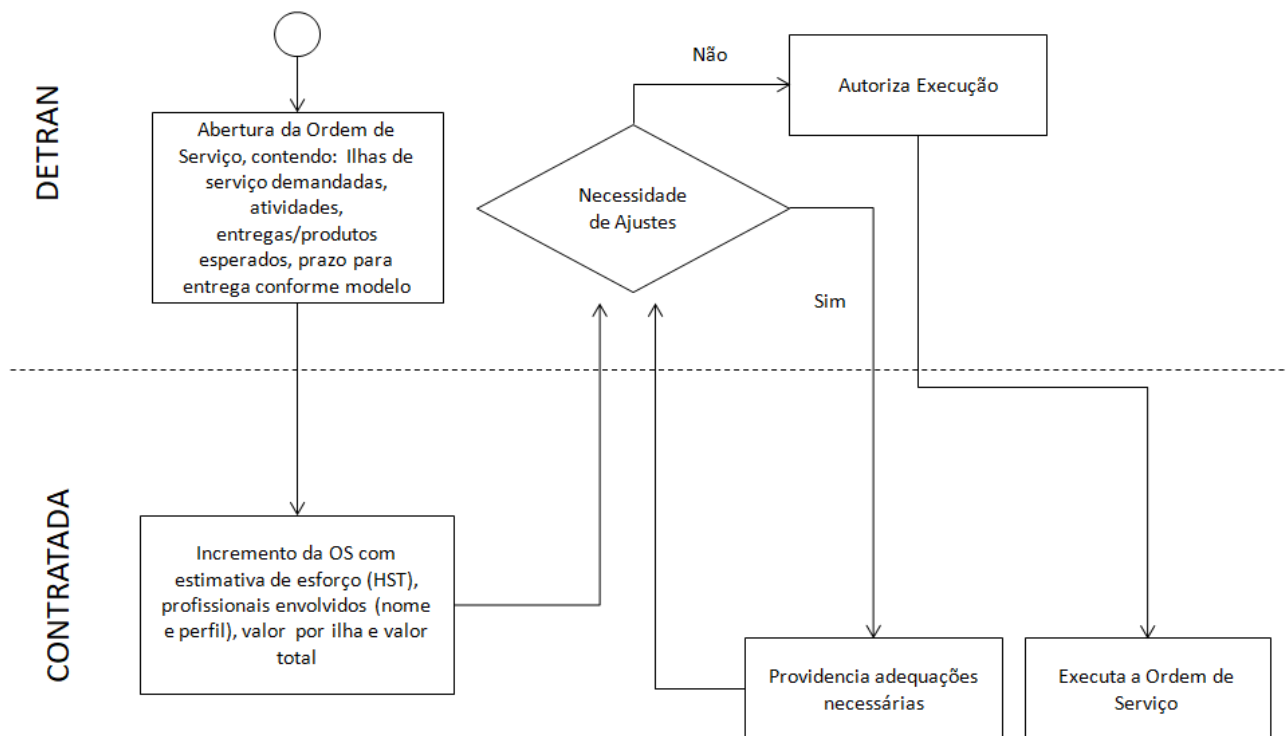 DETRAN
Abertura da Ordem de
Serviço, contendo: Ilhas de
serviço demandadas,
atividades,
entregas/produtos
esperados, prazo para
entrega conforme modelo
Necessidade
de Ajustes
Não
Autoriza Execução
Sim
CONTRATADA
Incremento da OS com
estimativa de esforço (HST),
profissionais envolvidos (nome
e perfil), valor por ilha e valor
total
Providencia adequações
necessárias
Executa a Ordem de
Serviço